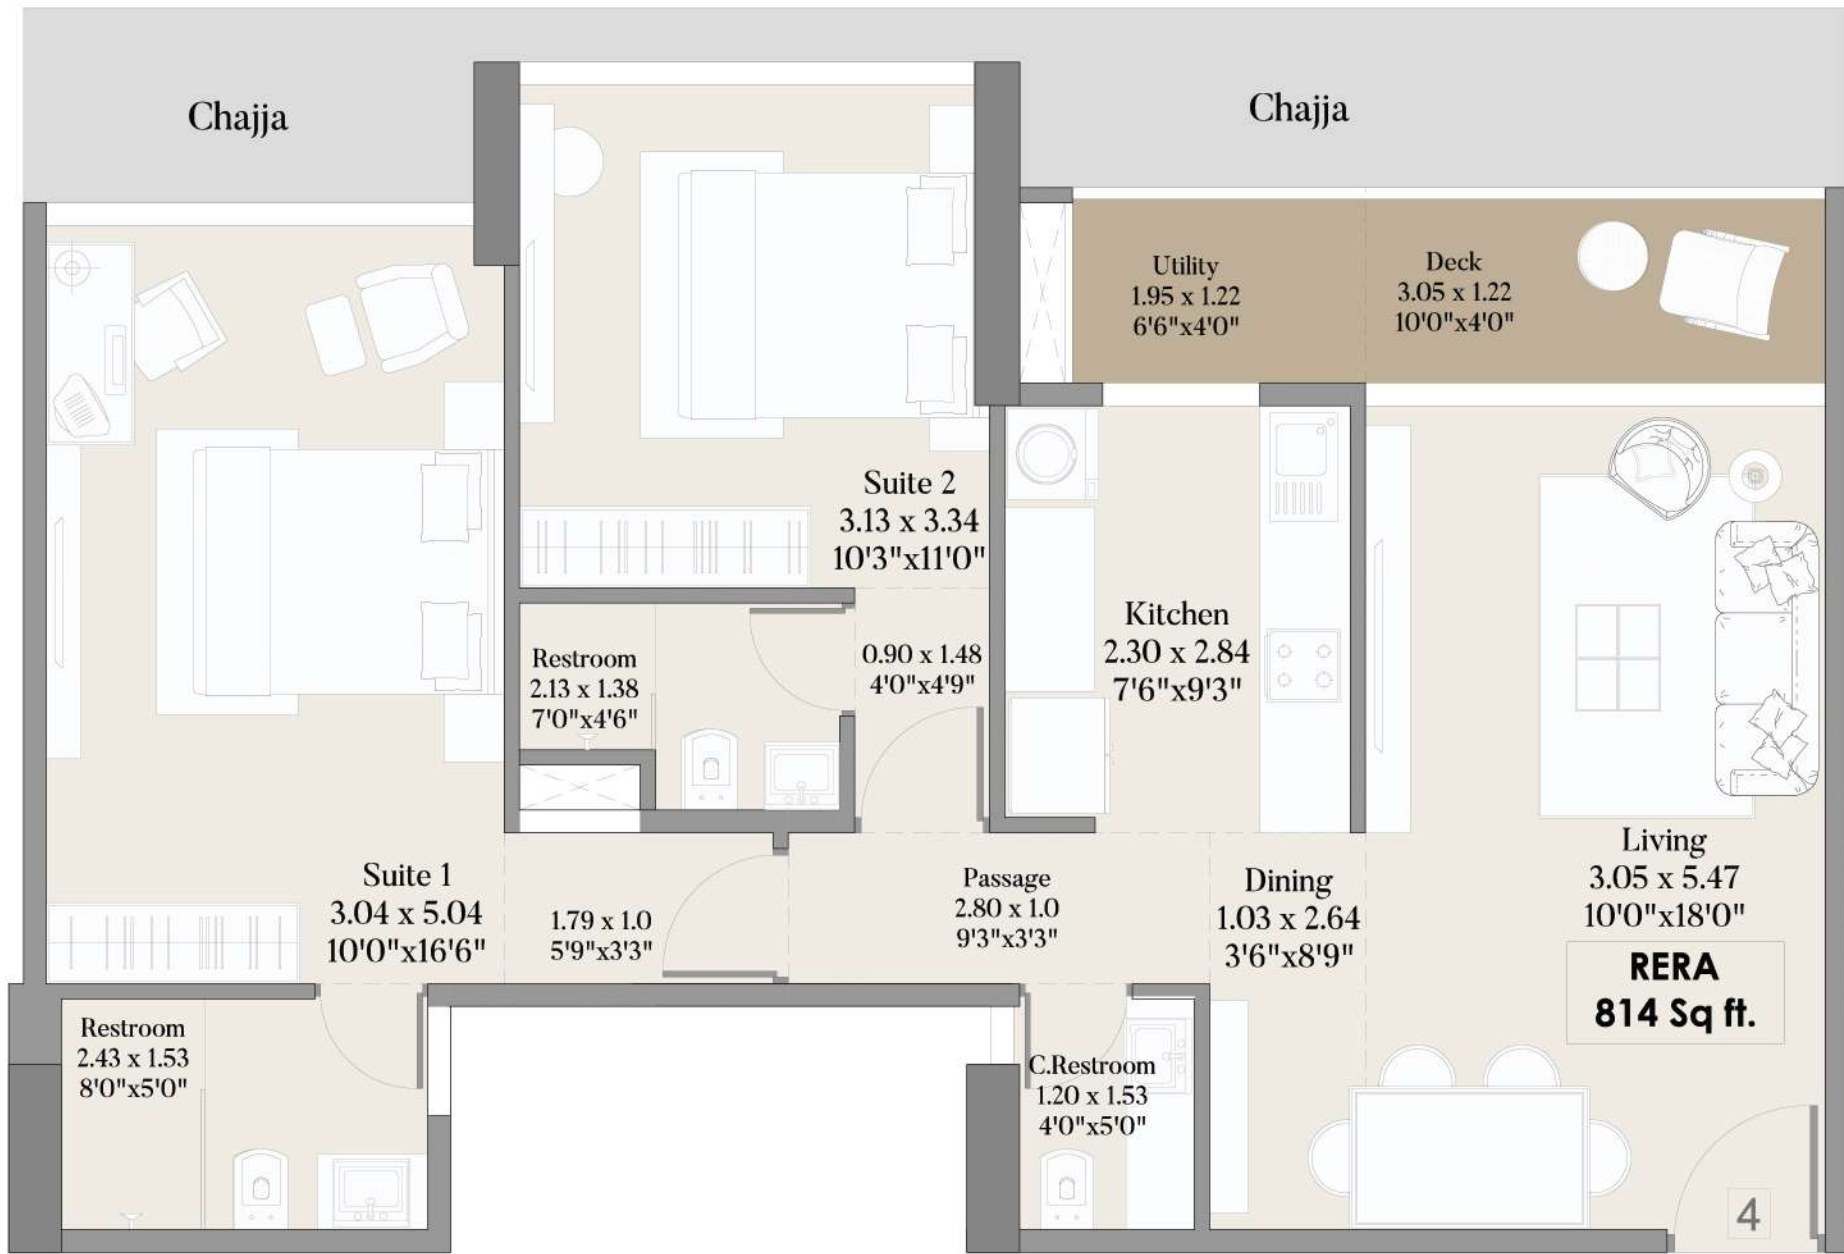 Chajja
Chajja
Utility
1.95 x 1.22
6'6"x4'0"
Deck
3.05 x 1.22
10'0"x4'0"
Suite 2
3.13 x 3.34
10'3"x11'0"
Kitchen
2.30 x 2.84
7'6"x9'3"
Restroom
2.13 x 1.38
7'0"x4'6"
0.90 x 1.48
4'0"x4'9"
Suite 1
3.04 x 5.04
10'0"x16'6"
1.79 x 1.0
5'9"x3'3"
Passage
2.80 x 1.0
9'3"x3'3"
Dining
1.03 x 2.64
3'6"x8'9"
Living
3.05 x 5.47
10'0"x18'0"
RERA
814 Sq ft.
Restroom
2.43 x 1.53
8'0"x5'0"
C.Restroom
1.20 x 1.53
4'0"x5'0"
4